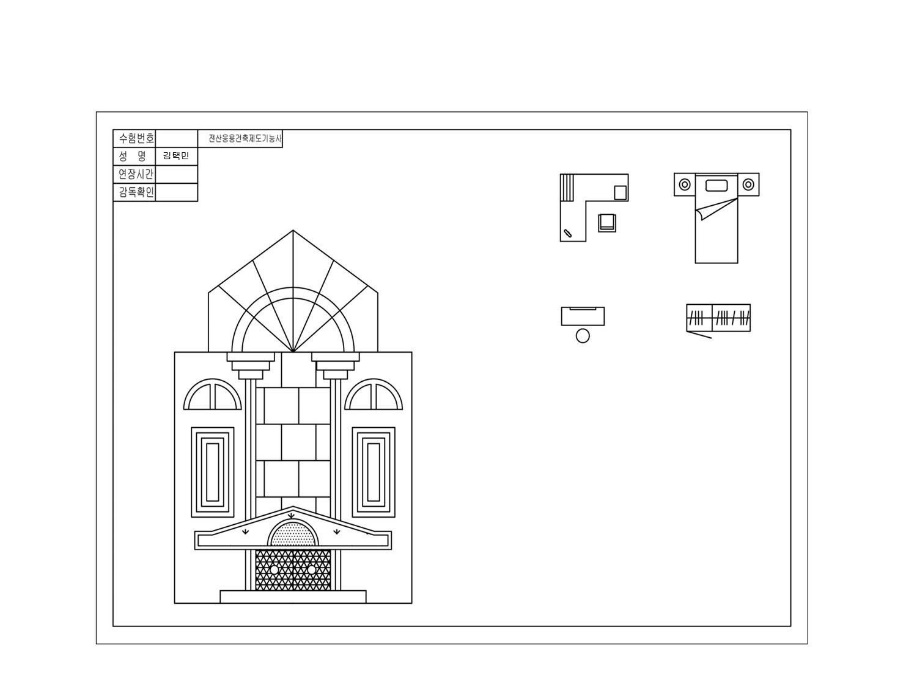 수험번호
전산응용건축제도기능사
성 명 김택민
연장시간
감독확인